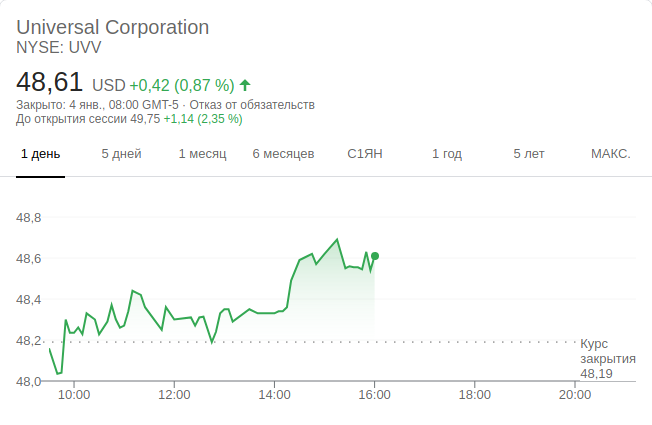 Universal Corporation
NYSE: UVV
48,61 USD +0,42 (0,87 %)
Закрыто: 4 янв., 08:00 GMT-5 · Отказ от обязательств
До открытия сессии 49,75 +1,14 (2,35 %)
1 день 5 дней 1 месяц 6 месяцев С1ЯН 1 год 5 лет МАКС.
48,8
48,6
48,4
48,2
Курс
закрытия
48,19
48,0
10:00 12:00 14:00 16:00 20:00